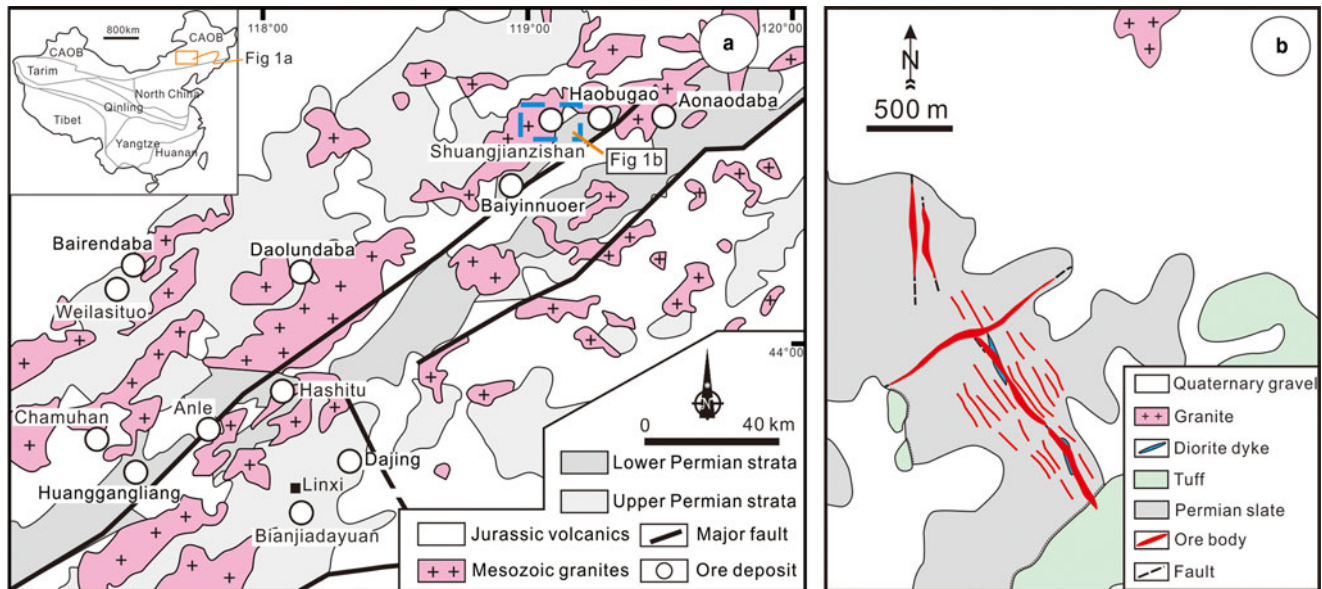 118°00'
119°00'
120°00'
800km
CAOB
CAOB
Fig 1a
Tarim
North China
Qinling
Tibet
Yangtze
Huanan
a
Haobugao
Aonaodaba
Shuangjianzishan
Fig 1b
Baiyinnuoer
Bairendaba
Daolundaba
Weilasituo
44°00'
N
Hashitu
Chamuhan
Anle
0 40 km
Dajing
Lower Permian strata
Huanggangliang
Linxi
Upper Permian strata
Bianjiadayuan
Jurassic volcanics
Major fault
Mesozoic granites
Ore deposit
b
N
500 m
Quaternary gravel
Granite
Diorite dyke
Tuff
Permian slate
Ore body
Fault